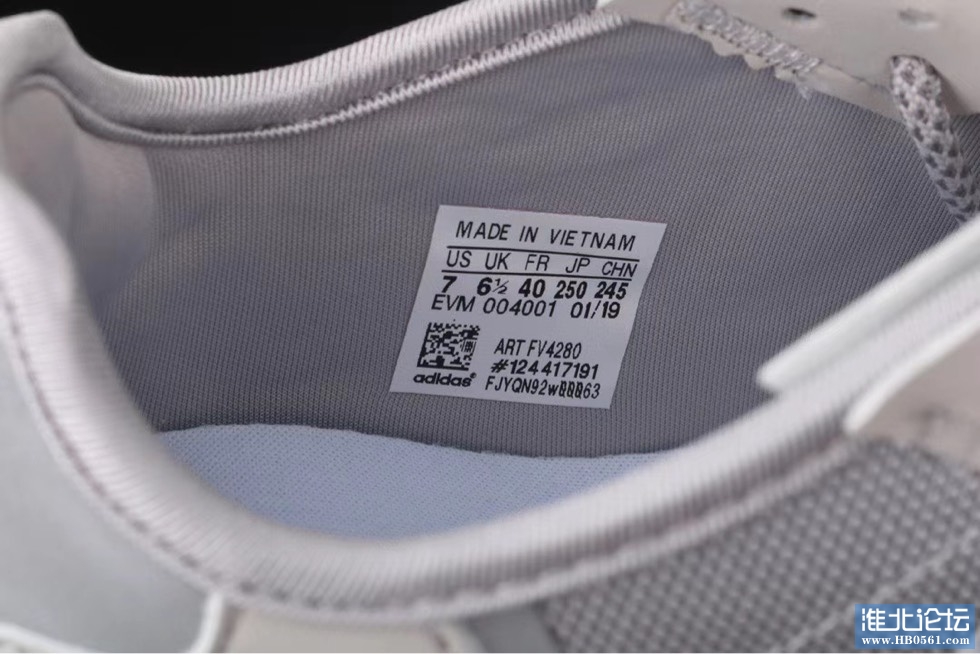 MADE IN VIETNAM
US UK FR JP CHN
7 6½ 40 250 245
EVM 004001 01/19
ART FV4280
#124417191
adidas® 
淮北论坛
www.HB0561.com